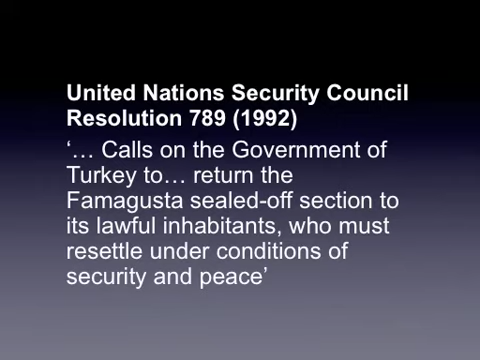 United Nations Security Council
Resolution 789 (1992)
‘… Calls on the Government of
Turkey to… return the
Famagusta sealed-off section to
its lawful inhabitants, who must
resettle under conditions of
security and peace’